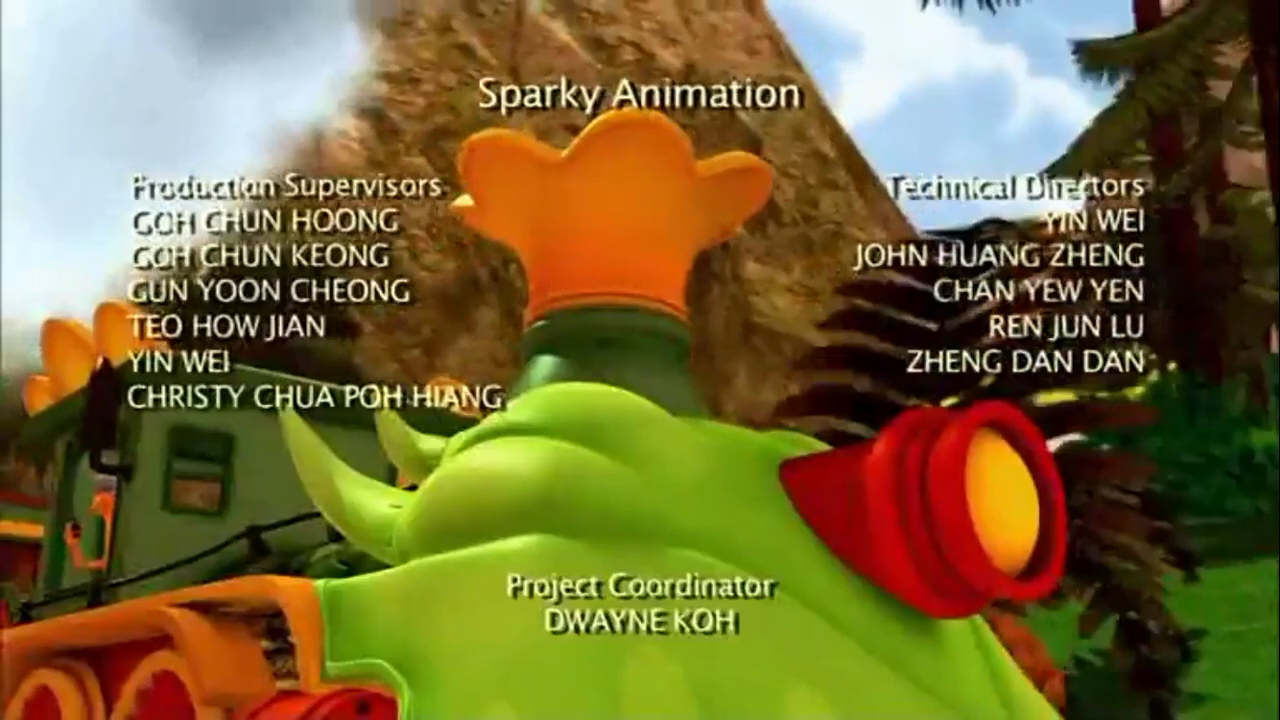 Sparky Animation
Production Supervisors
GOH CHUN HOONG
GOH CHUN KEONG
GUN YOON CHEONG
TEO HOW JIAN
YIN WEI
CHRISTY CHUA POH HIANG
Technical Directors
YIN WEI
JOHN HUANG ZHENG
CHAN YEW YEN
REN JUN LU
ZHENG DAN DAN
Project Coordinator
DWAYNE KOH